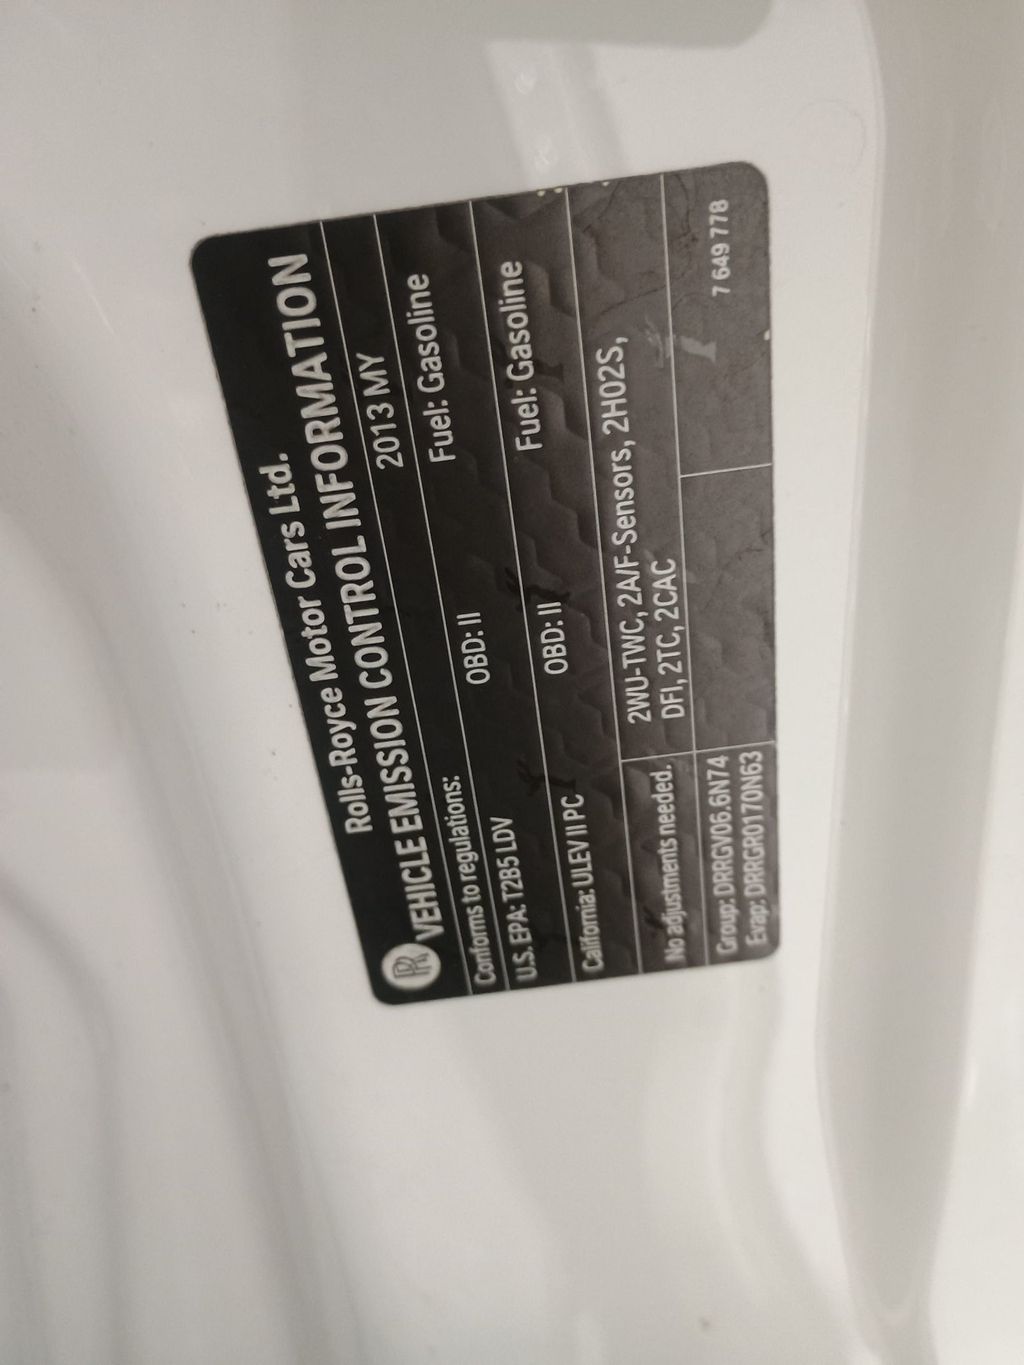 Rolls-Royce Motor Cars Ltd.
RR VEHICLE EMISSION CONTROL INFORMATION
Conforms to regulations: 2013 MY
U.S. EPA: T2B5 LDV OBD: II Fuel: Gasoline
California: ULEV II PC OBD: II Fuel: Gasoline
No adjustments needed. 2WU-TWC, 2A/F-Sensors, 2HO2S,
DFI, 2TC, 2CAC
Group: DRRGV06.6N74
Evap: DRRGR0170N63
7 649 778